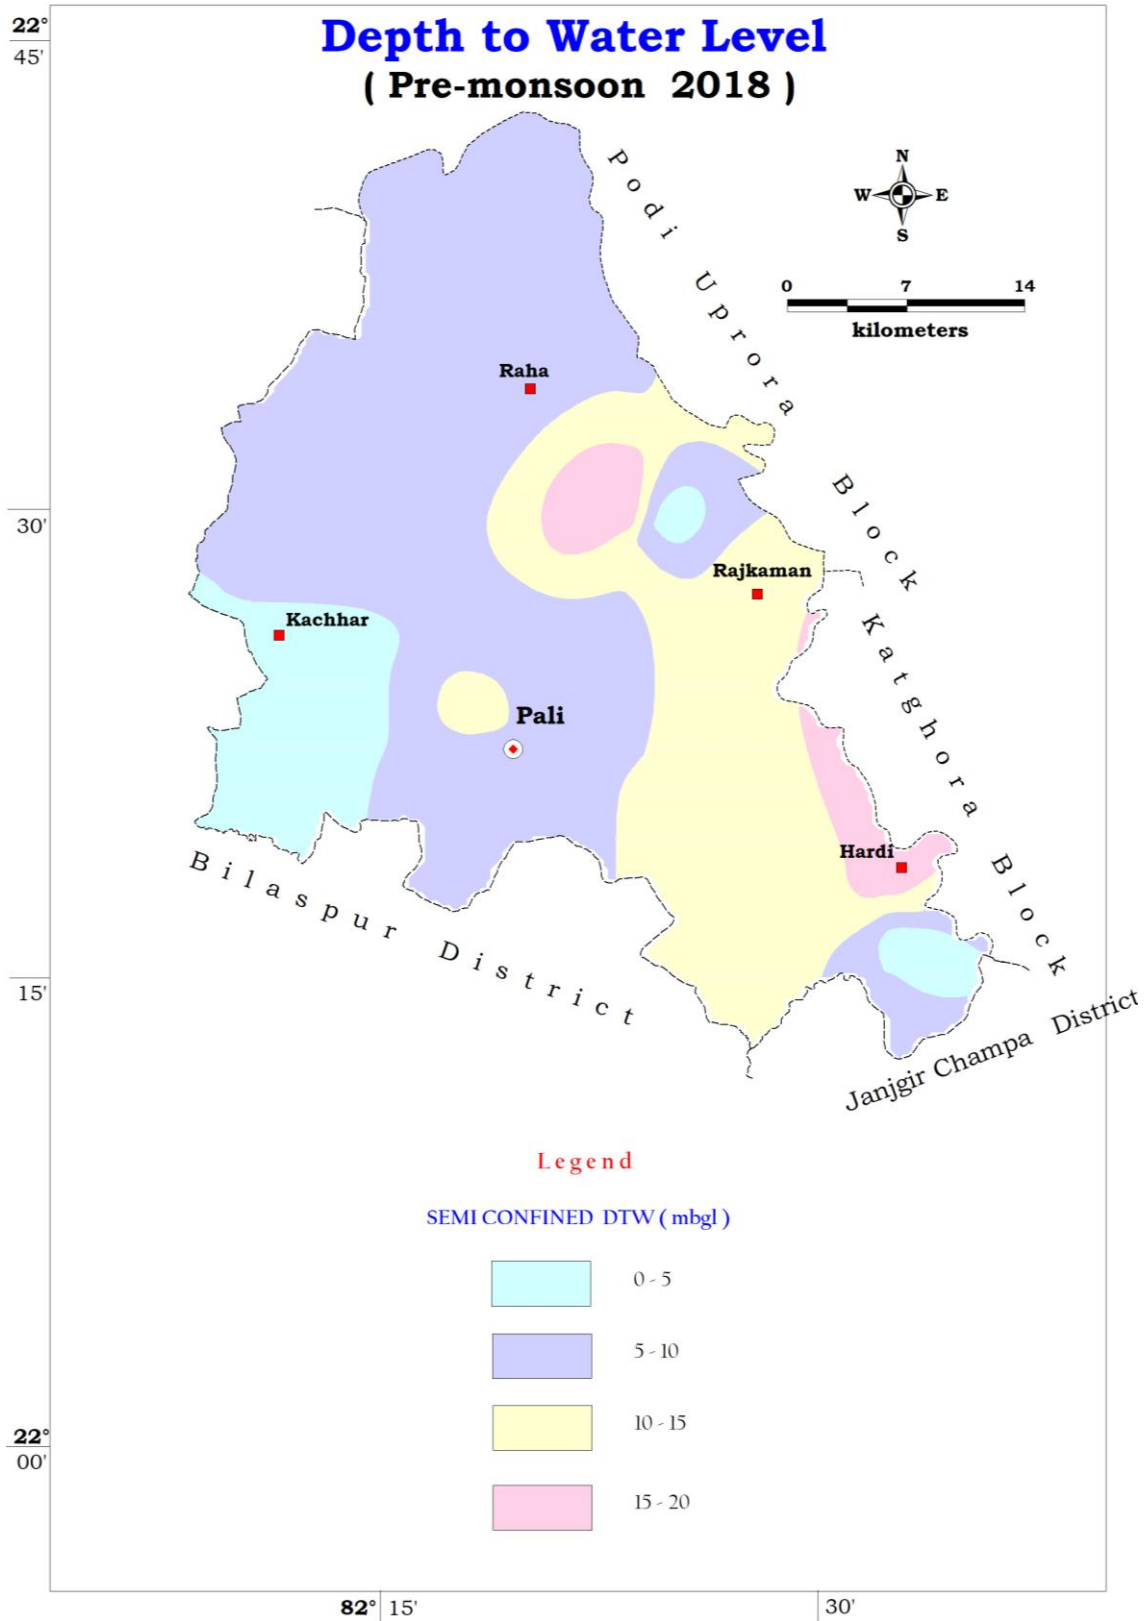 Depth to Water Level
( Pre-monsoon 2018 )
22°
45'
N
W E
S
0 7 14
kilometers
Podi Uprora Block
Raha
30'
Rajkaman
Kachhar
Katghora Block
Pali
Hardi
Bilaspur District
15'
Janjgir Champa District
Legend
SEMI CONFINED DTW ( mbgl )
0 - 5
5 - 10
10 - 15
15 - 20
22°
00'
82° 15' 30'